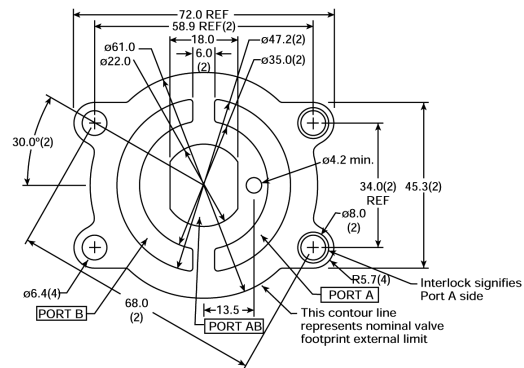 72.0 REF
58.9 REF(2)
18.0
ø61.0
ø22.0
6.0
(2)
ø47.2(2)
ø35.0(2)
30.0º(2)
ø4.2 min.
34.0(2)
REF
45.3(2)
ø8.0
(2)
ø6.4(4)
PORT B
68.0
(2)
PORT AB
13.5
PORT A
R5.7(4)
Interlock signifies
Port A side
This contour line
represents nominal valve
footprint external limit